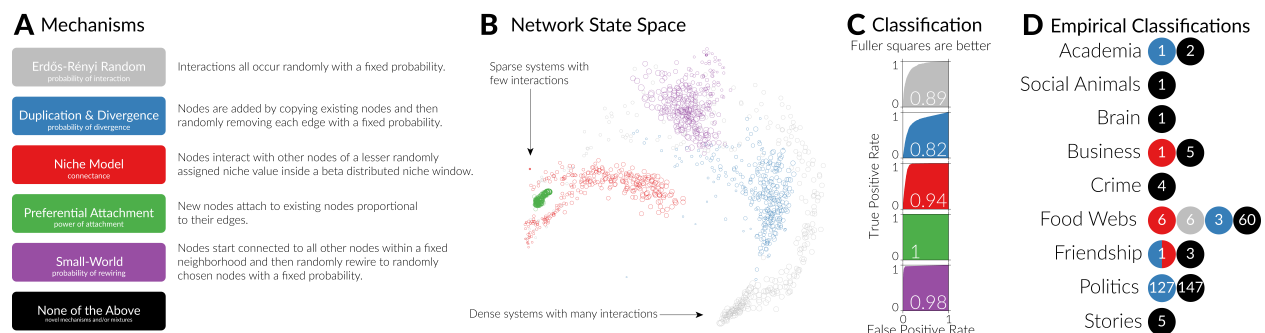 A Mechanisms
Erdös-Rényi Random
probability of interaction
Interactions all occur randomly with a fixed probability.
Duplication & Divergence
probability of divergence
Nodes are added by copying existing nodes and then
randomly removing each edge with a fixed probability.
Niche Model
connectance
Nodes interact with other nodes of a lesser randomly
assigned niche value inside a beta distributed niche window.
Preferential Attachment
power of attachment
New nodes attach to existing nodes proportional
to their edges.
Small-World
probability of rewiring
Nodes start connected to all other nodes within a fixed
neighborhood and then randomly rewire to randomly
chosen nodes with a fixed probability.
None of the Above
novel mechanisms and/or mixtures
B Network State Space
Sparse systems with
few interactions
Dense systems with many interactions
C Classification
Fuller squares are better
True Positive Rate
1
0
0.89
1
0
0.82
1
0
0.94
1
0
1
1
0
0.98
0 1
False Positive Rate
D Empirical Classifications
Academia 1 2
Social Animals 1
Brain 1
Business 1 5
Crime 4
Food Webs 6 6 3 60
Friendship 1 3
Politics 127 147
Stories 5